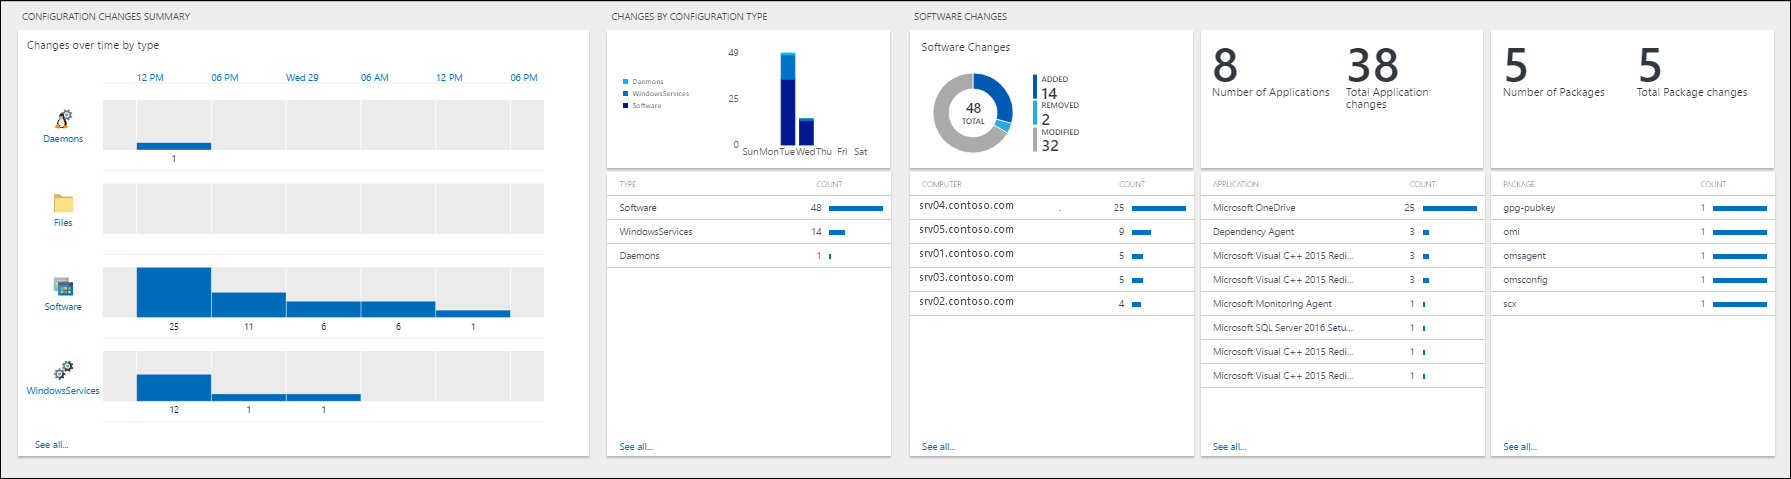 CONFIGURATION CHANGES SUMMARY
Changes over time by type
12 PM 06 PM Wed 29 06 AM 12 PM 06 PM
Daemons
1
Files
Software
25 11 6 6 1
WindowsServices
12 1 1
See all...
CHANGES BY CONFIGURATION TYPE
49
25
0
Daemons
WindowsServices
Software
Sun Mon Tue Wed Thu Fri Sat
TYPE COUNT
Software 48
WindowsServices 14
Daemons 1
See all...
SOFTWARE CHANGES
Software Changes
48
TOTAL
ADDED
14
REMOVED
2
MODIFIED
32
COMPUTER COUNT
srv04.contoso.com 25
srv05.contoso.com 9
srv01.contoso.com 5
srv03.contoso.com 5
srv02.contoso.com 4
See all...
8
Number of Applications
38
Total Application
changes
APPLICATION COUNT
Microsoft OneDrive 25
Dependency Agent 3
Microsoft Visual C++ 2015 Redi... 3
Microsoft Visual C++ 2015 Redi... 3
Microsoft Monitoring Agent 1
Microsoft SQL Server 2016 Setu... 1
Microsoft Visual C++ 2015 Redi... 1
Microsoft Visual C++ 2015 Redi... 1
See all...
5
Number of Packages
5
Total Package changes
PACKAGE COUNT
gpg-pubkey 1
omi 1
omsagent 1
omsconfig 1
scx 1
See all...